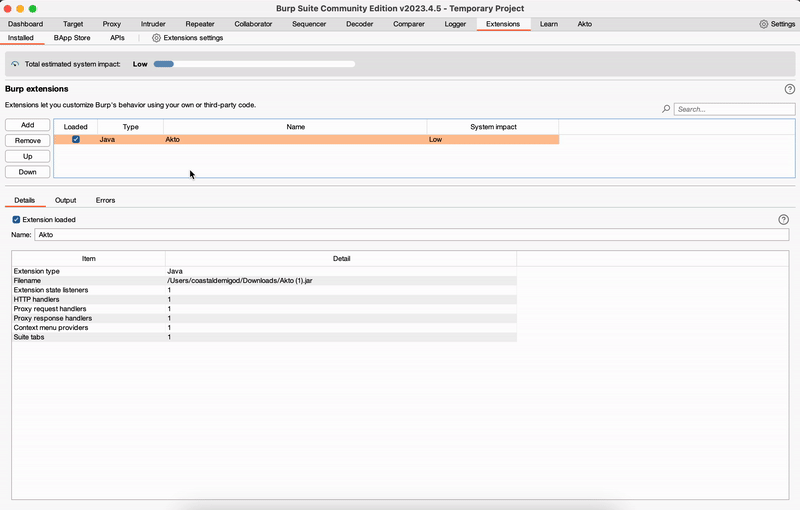 Burp Suite Community Edition v2023.4.5 - Temporary Project
Dashboard Target Proxy Intruder Repeater Collaborator Sequencer Decoder Comparer Logger Extensions Learn Akto Settings
Installed BApp Store APIs Extensions settings
Total estimated system impact: Low
Burp extensions
Extensions let you customize Burp's behavior using your own or third-party code.
Search...
Add
Remove
Up
Down
Loaded Type Name System impact
Java Akto Low
Details Output Errors
Extension loaded
Name: Akto
Item Detail
Extension type Java
Filename /Users/coastaldemigod/Downloads/Akto (1).jar
Extension state listeners 1
HTTP handlers 1
Proxy request handlers 1
Proxy response handlers 1
Context menu providers 1
Suite tabs 1